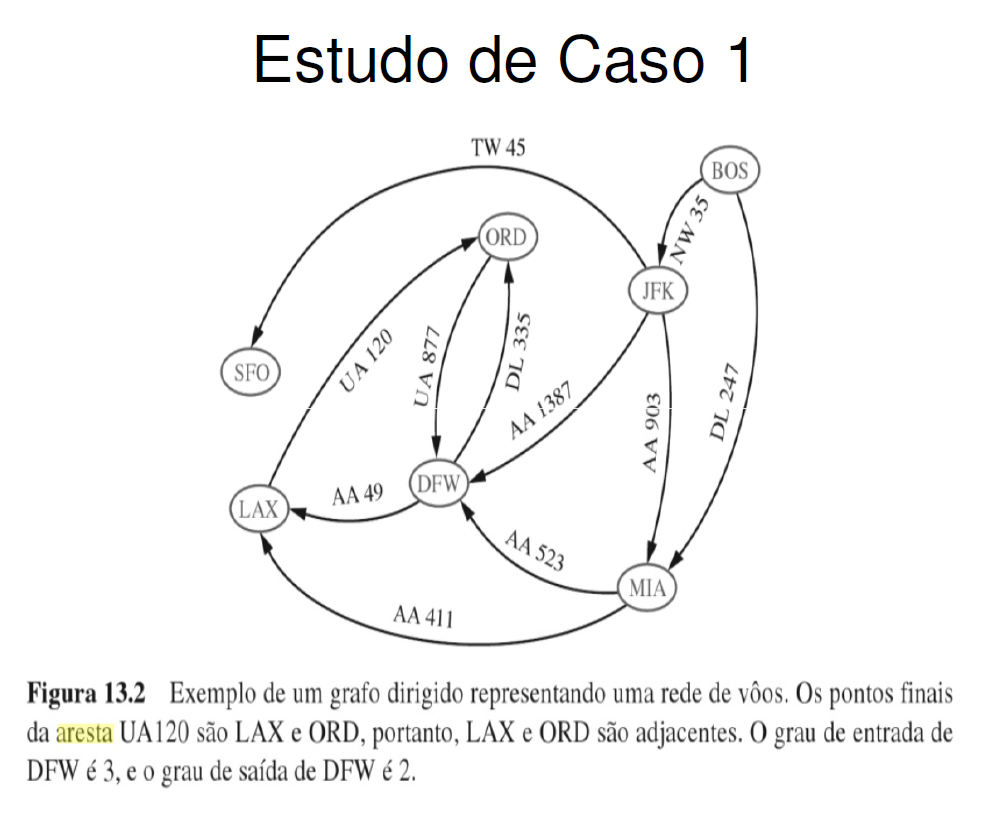 Estudo de Caso 1
TW 45
BOS
NW 35
ORD
JFK
UA 120
UA 877
DL 335
SFO
AA 1387
AA 903
DL 247
DFW
AA 49
LAX
AA 523
MIA
AA 411
Figura 13.2 Exemplo de um grafo dirigido representando uma rede de vôos. Os pontos finais
da aresta UA120 são LAX e ORD, portanto, LAX e ORD são adjacentes. O grau de entrada de
DFW é 3, e o grau de saída de DFW é 2.